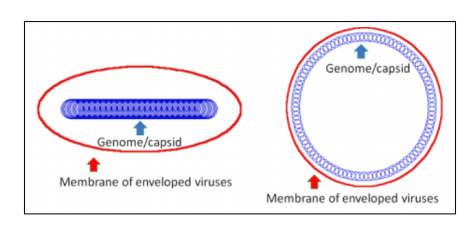 Genome/capsid
Membrane of enveloped viruses
Genome/capsid
Membrane of enveloped viruses